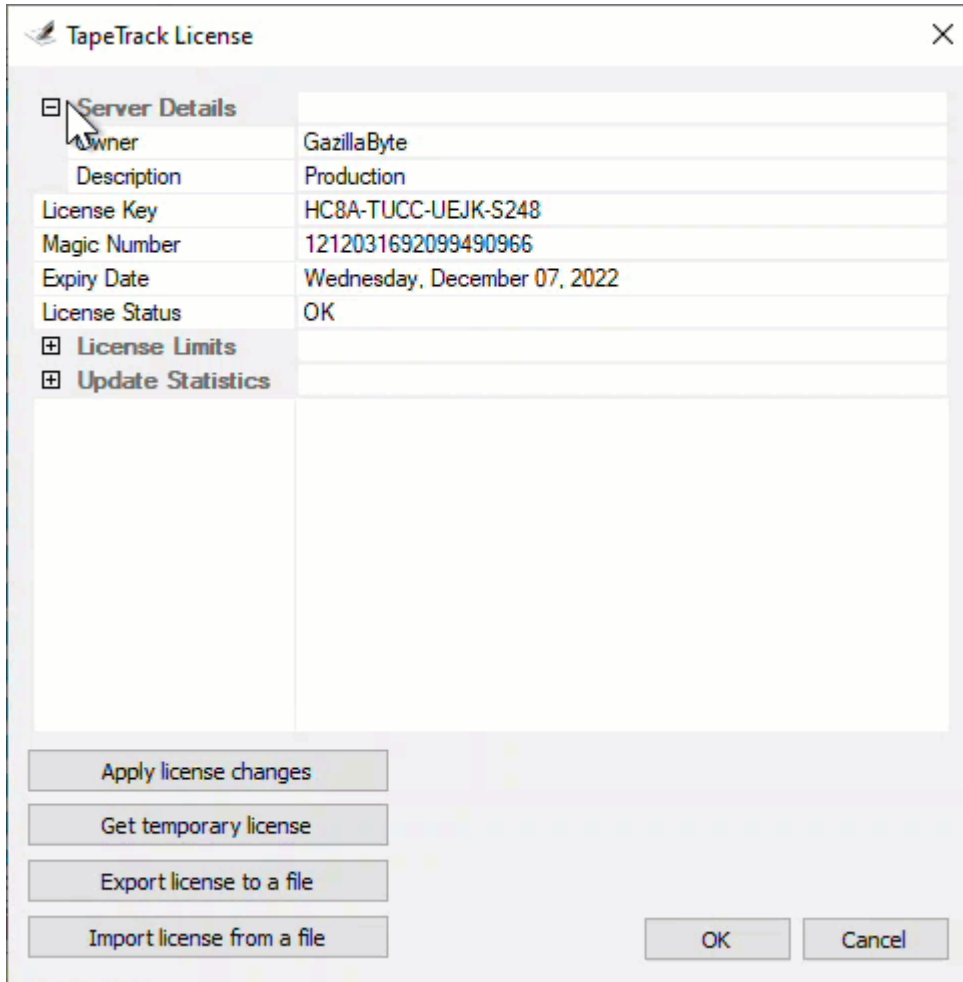 TapeTrack License
Server Details
Owner GazillaByte
Description Production
License Key HC8A-TUCC-UEJK-S248
Magic Number 1212031692099490966
Expiry Date Wednesday, December 07, 2022
License Status OK
License Limits
Update Statistics
Apply license changes
Get temporary license
Export license to a file
Import license from a file
OK Cancel